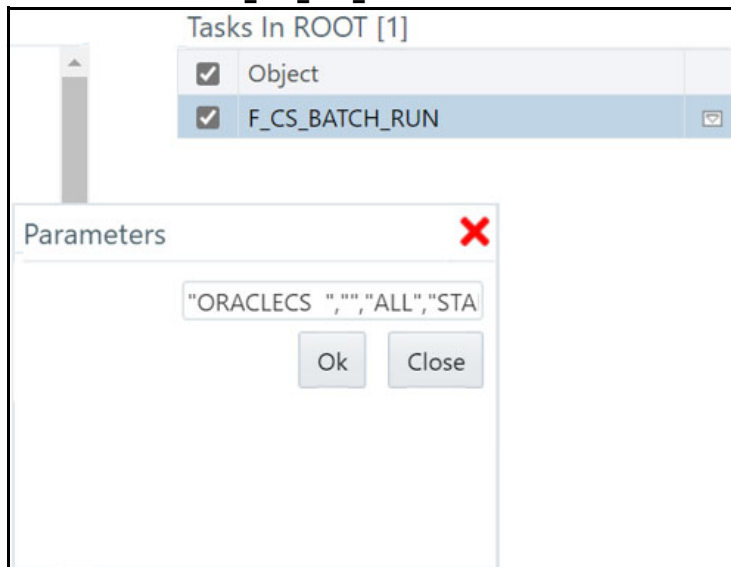 Tasks In ROOT [1]
Object
F_CS_BATCH_RUN
Parameters
"ORACLECS ","","ALL","STA
Ok Close